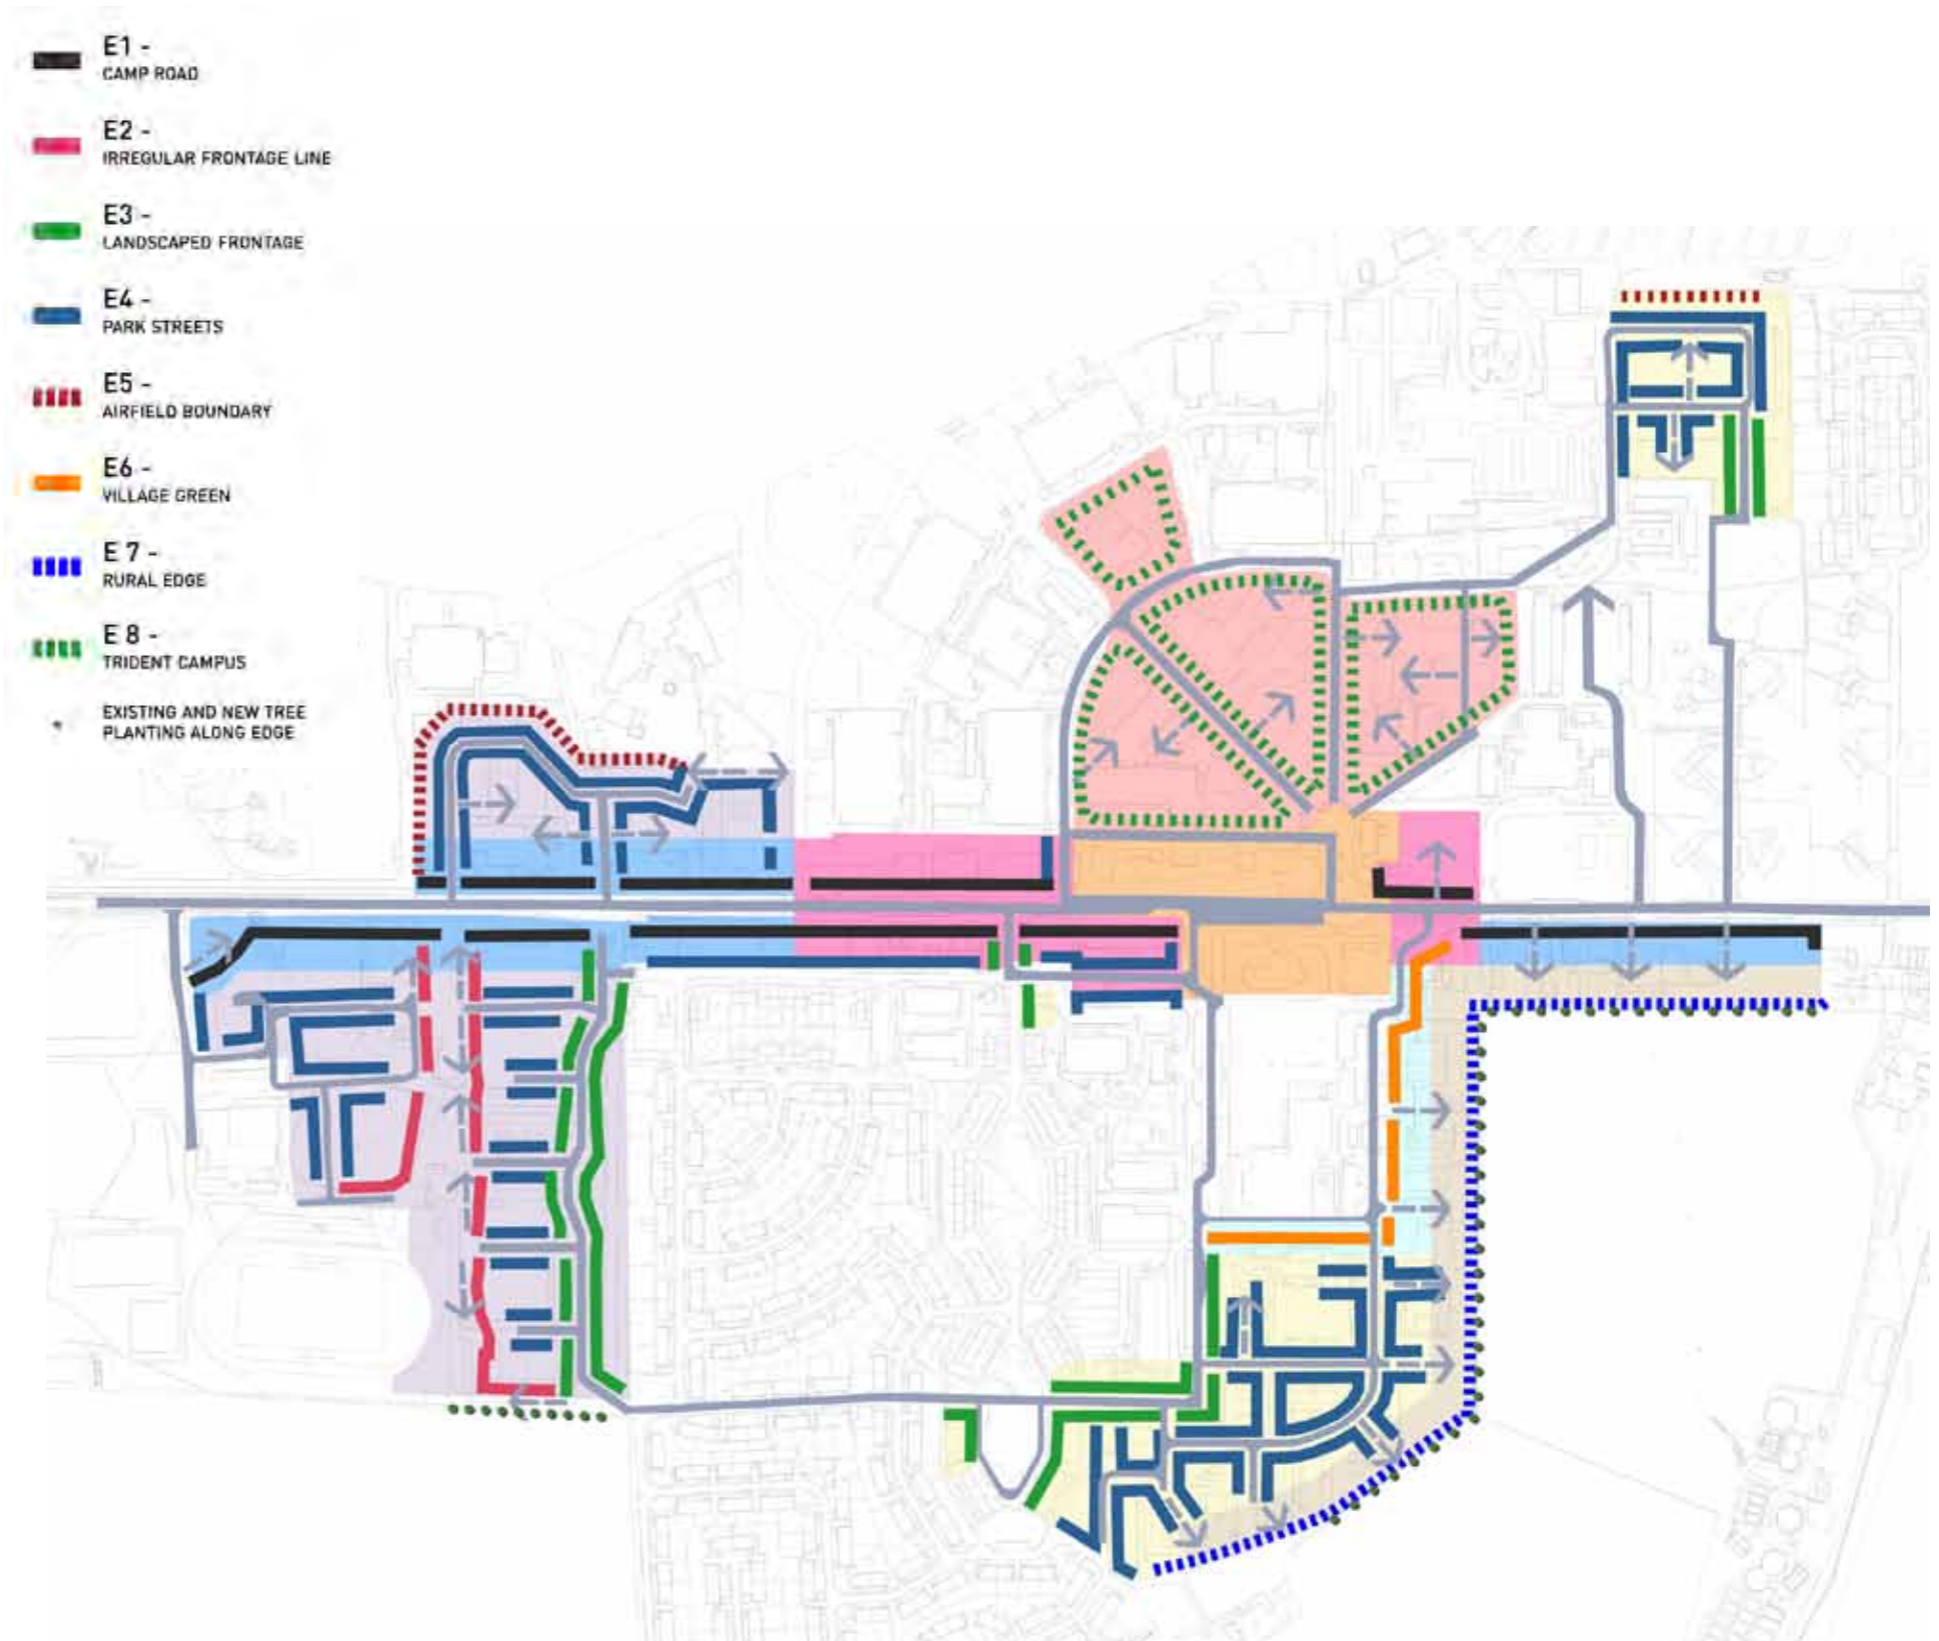 E1 -
CAMP ROAD
E2 -
IRREGULAR FRONTAGE LINE
E3 -
LANDSCAPED FRONTAGE
E4 -
PARK STREETS
E5 -
AIRFIELD BOUNDARY
E6 -
VILLAGE GREEN
E 7 -
RURAL EDGE
E 8 -
TRIDENT CAMPUS
EXISTING AND NEW TREE
PLANTING ALONG EDGE